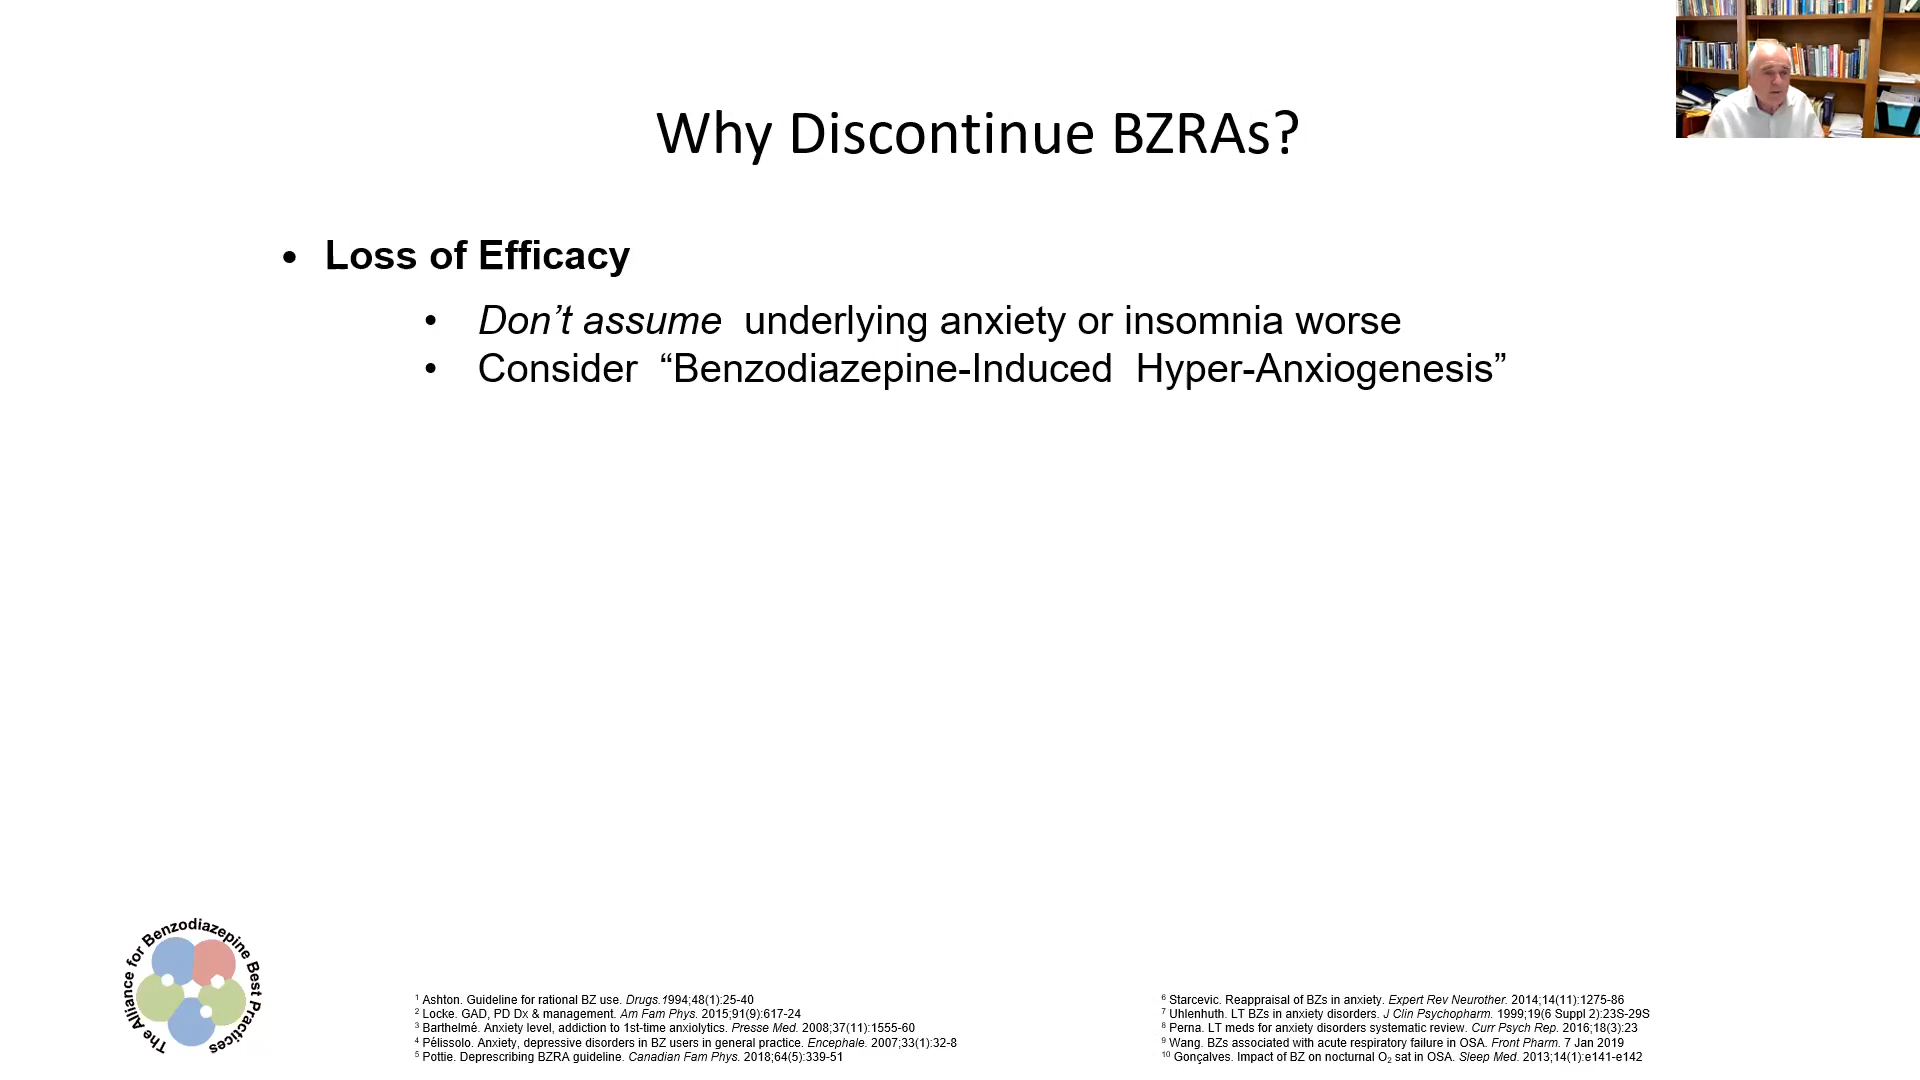 Why Discontinue BZRAs?
• Loss of Efficacy
• Don’t assume underlying anxiety or insomnia worse
• Consider “Benzodiazepine-Induced Hyper-Anxiogenesis”
The Alliance for Benzodiazepine Best Practices
1 Ashton. Guideline for rational BZ use. Drugs.1994;48(1):25-40
2 Locke. GAD, PD Dx & management. Am Fam Phys. 2015;91(9):617-24
3 Barthelmé. Anxiety level, addiction to 1st-time anxiolytics. Presse Med. 2008;37(11):1555-60
4 Pélissolo. Anxiety, depressive disorders in BZ users in general practice. Encephale. 2007;33(1):32-8
5 Pottie. Deprescribing BZRA guideline. Canadian Fam Phys. 2018;64(5):339-51
6 Starcevic. Reappraisal of BZs in anxiety. Expert Rev Neurother. 2014;14(11):1275-86
7 Uhlenhuth. LT BZs in anxiety disorders. J Clin Psychopharm. 1999;19(6 Suppl 2):23S-29S
8 Perna. LT meds for anxiety disorders systematic review. Curr Psych Rep. 2016;18(3):23
9 Wang. BZs associated with acute respiratory failure in OSA. Front Pharm. 7 Jan 2019
10 Gonçalves. Impact of BZ on nocturnal O2 sat in OSA. Sleep Med. 2013;14(1):e141-e142